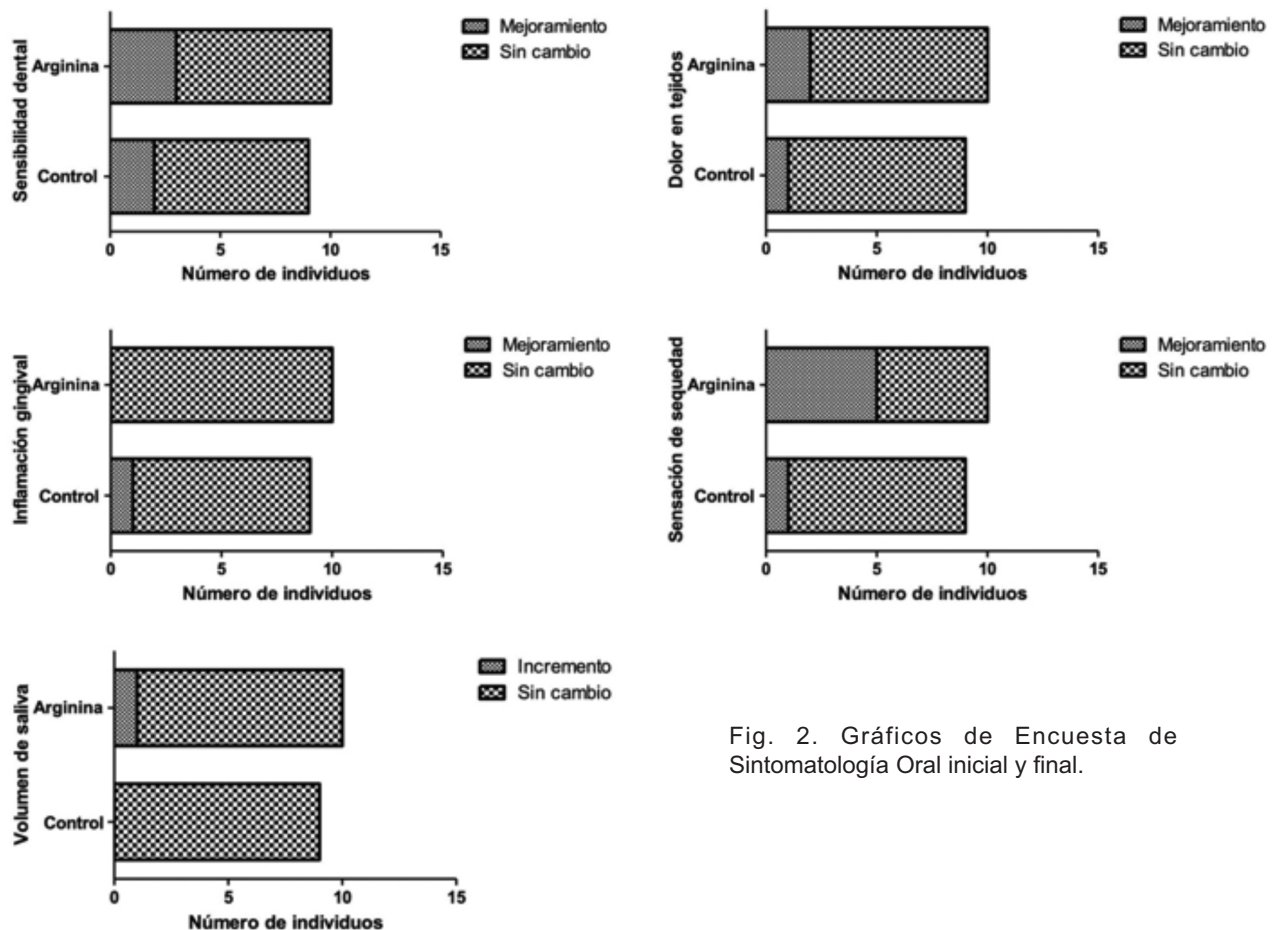 Sensibilidad dental
Arginina
Control
0 5 10 15
Número de individuos
Mejoramiento
Sin cambio
Dolor en tejidos
Arginina
Control
0 5 10 15
Número de individuos
Mejoramiento
Sin cambio
Inflamación gingival
Arginina
Control
0 5 10 15
Número de individuos
Mejoramiento
Sin cambio
Sensación de sequedad
Arginina
Control
0 5 10 15
Número de individuos
Mejoramiento
Sin cambio
Volumen de saliva
Arginina
Control
0 5 10 15
Número de individuos
Incremento
Sin cambio
Fig. 2. Gráficos de Encuesta de
Sintomatología Oral inicial y final.